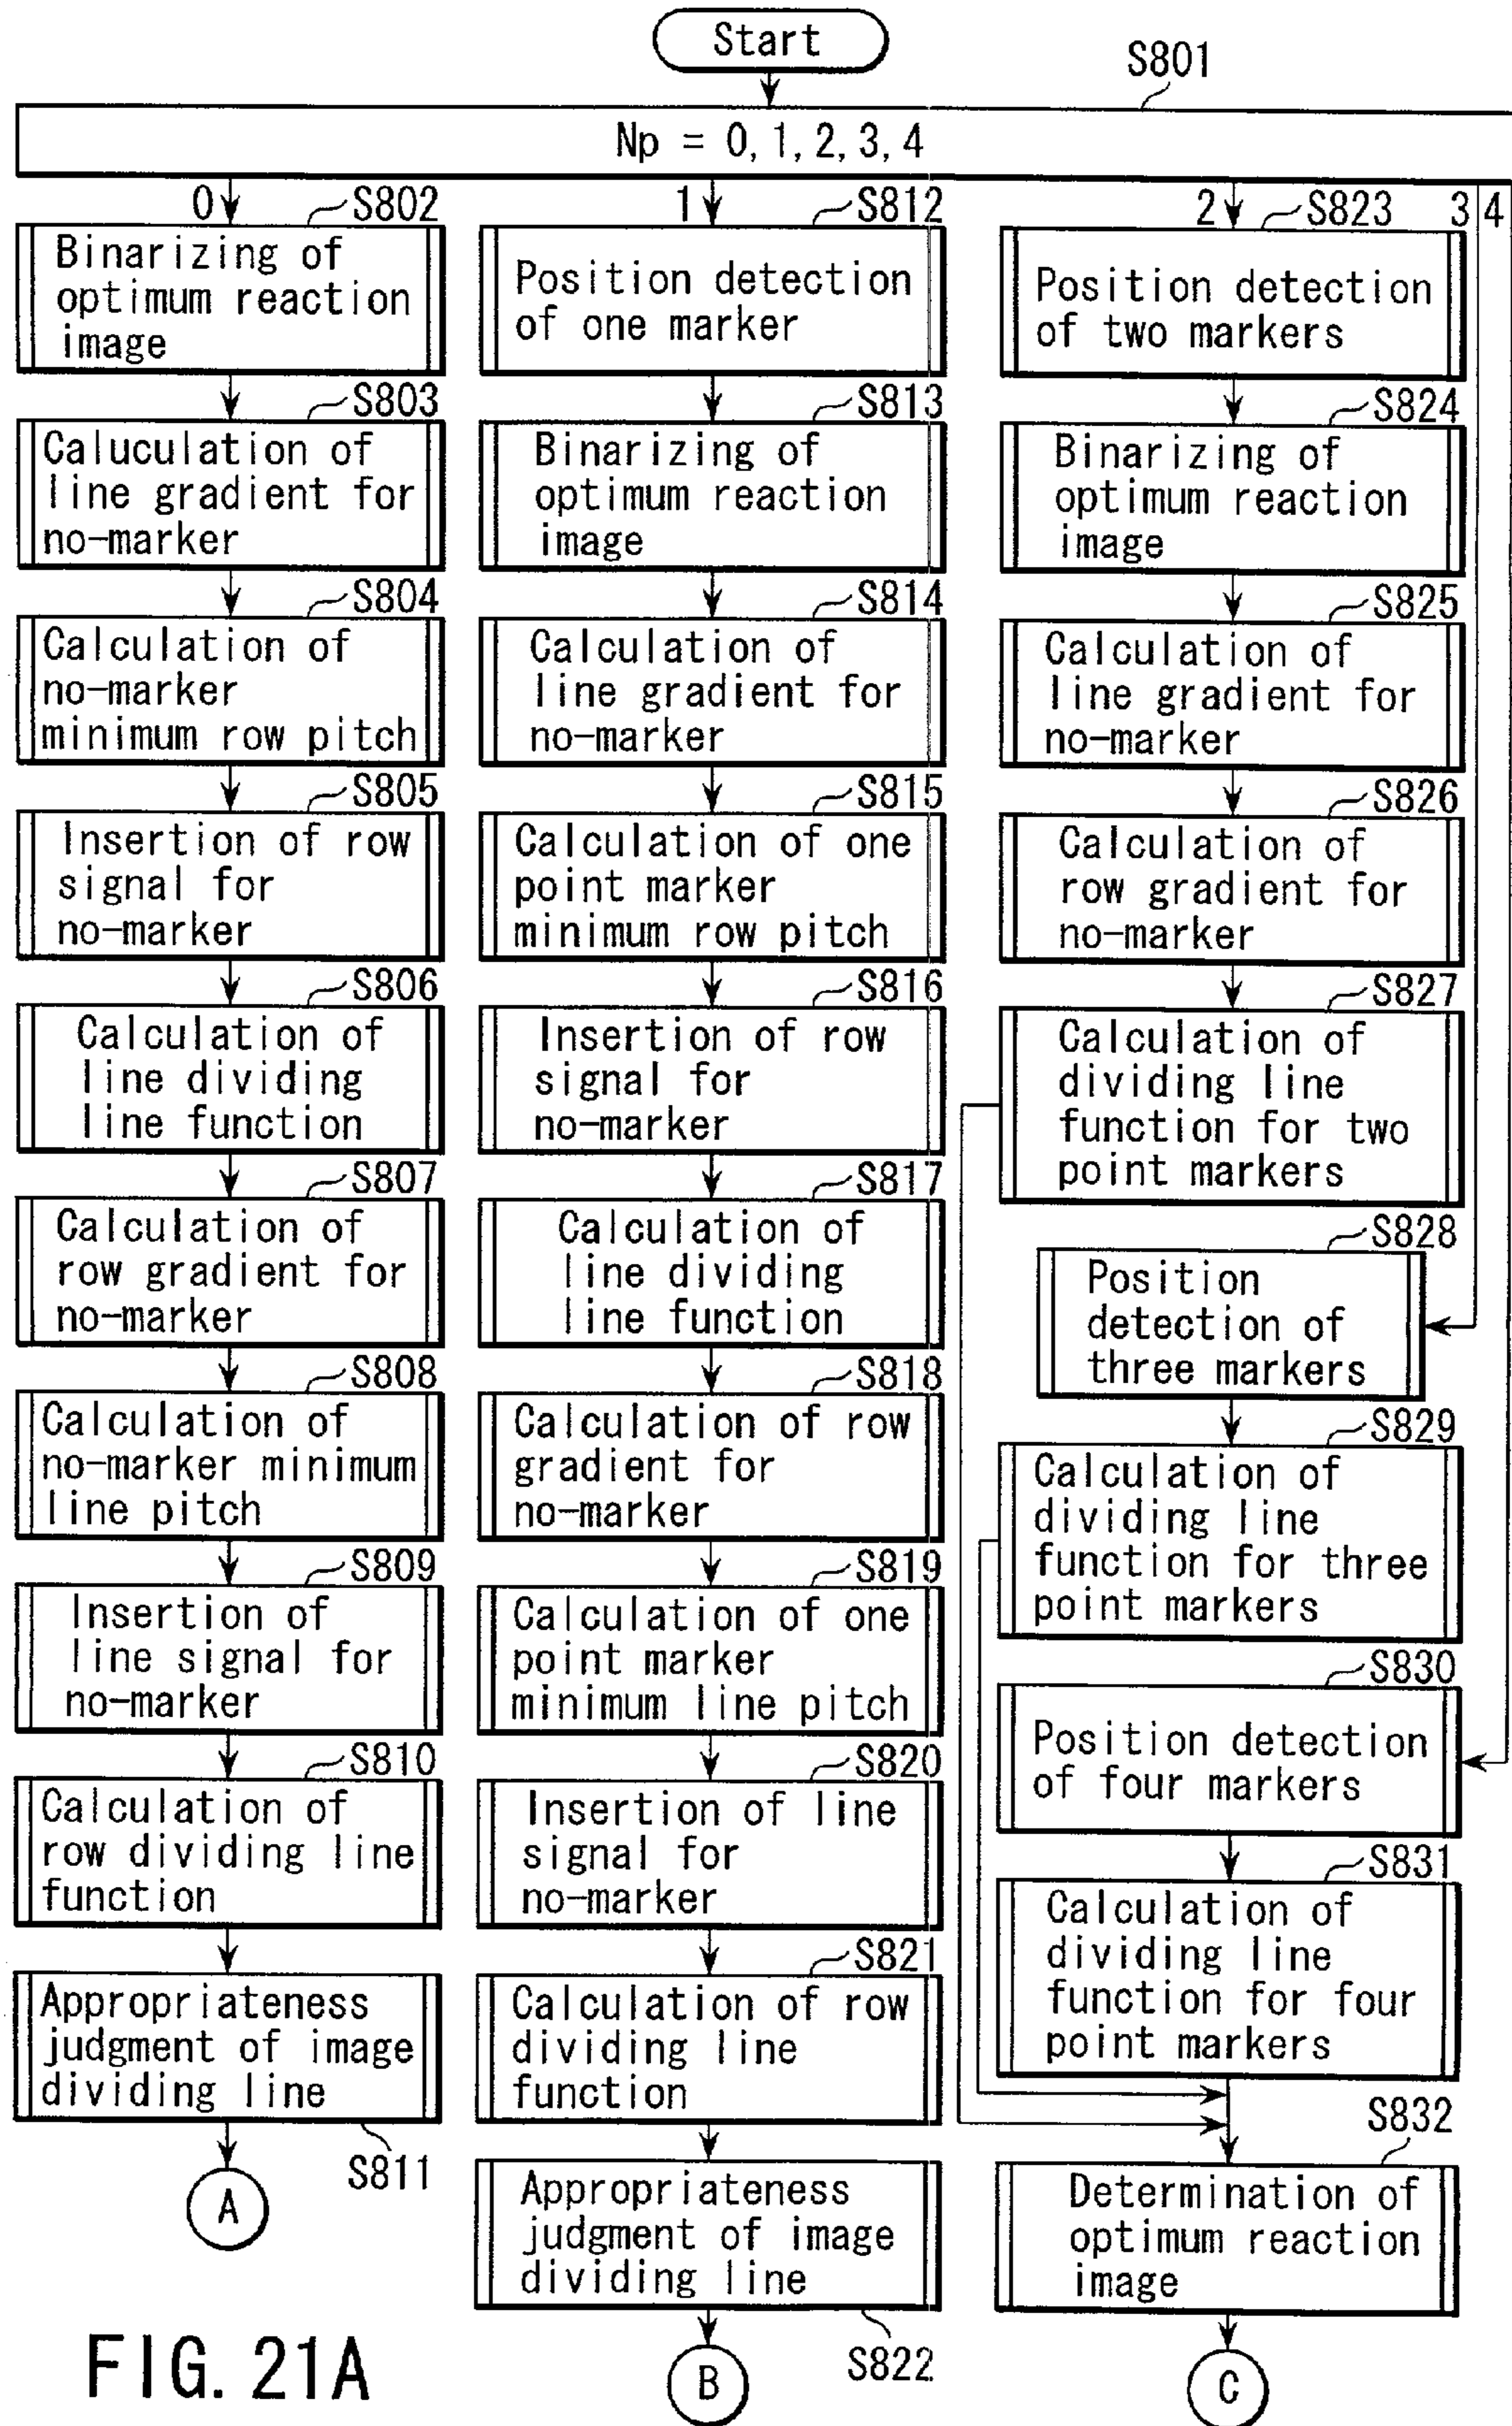 Start
S801
Np = 0, 1, 2, 3, 4
0
S802
Binarizing of
optimum reaction
image
S803
Caluculation of
line gradient for
no-marker
S804
Calculation of
no-marker
minimum row pitch
S805
Insertion of row
signal for
no-marker
S806
Calculation of
line dividing
line function
S807
Calculation of
row gradient for
no-marker
S808
Calculation of
no-marker minimum
line pitch
S809
Insertion of
line signal for
no-marker
S810
Calculation of
row dividing line
function
Appropriateness
judgment of image
dividing line
S811
A
1
S812
Position detection
of one marker
S813
Binarizing of
optimum reaction
image
S814
Calculation of
line gradient for
no-marker
S815
Calculation of one
point marker
minimum row pitch
S816
Insertion of row
signal for
no-marker
S817
Calculation of
line dividing
line function
S818
Calculation of row
gradient for
no-marker
S819
Calculation of one
point marker
minimum line pitch
S820
Insertion of line
signal for
no-marker
S821
Calculation of row
dividing line
function
Appropriateness
judgment of image
dividing line
S822
B
2
S823
3
4
Position detection
of two markers
S824
Binarizing of
optimum reaction
image
S825
Calculation of
line gradient for
no-marker
S826
Calculation of
row gradient for
no-marker
S827
Calculation of
dividing line
function for two
point markers
S828
Position
detection of
three markers
S829
Calculation of
dividing line
function for three
point markers
S830
Position detection
of four markers
S831
Calculation of
dividing line
function for four
point markers
S832
Determination of
optimum reaction
image
C
FIG. 21A